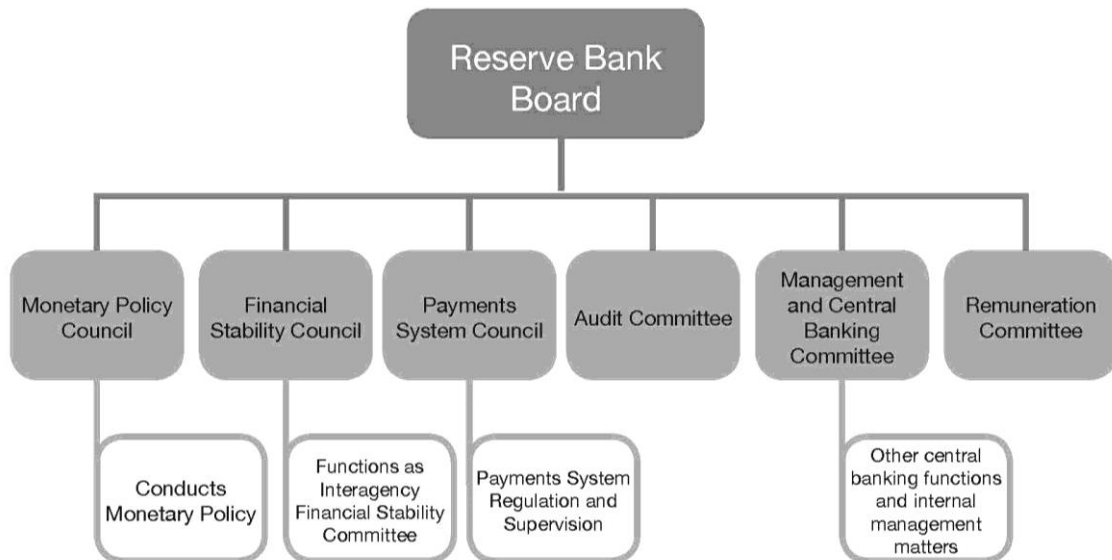 Reserve Bank
Board
Monetary Policy
Council
Financial
Stability Council
Payments
System Council
Audit Committee
Management
and Central
Banking
Committee
Remuneration
Committee
Conducts
Monetary Policy
Functions as
Interagency
Financial Stability
Committee
Payments System
Regulation and
Supervision
Other central
banking functions
and internal
management
matters